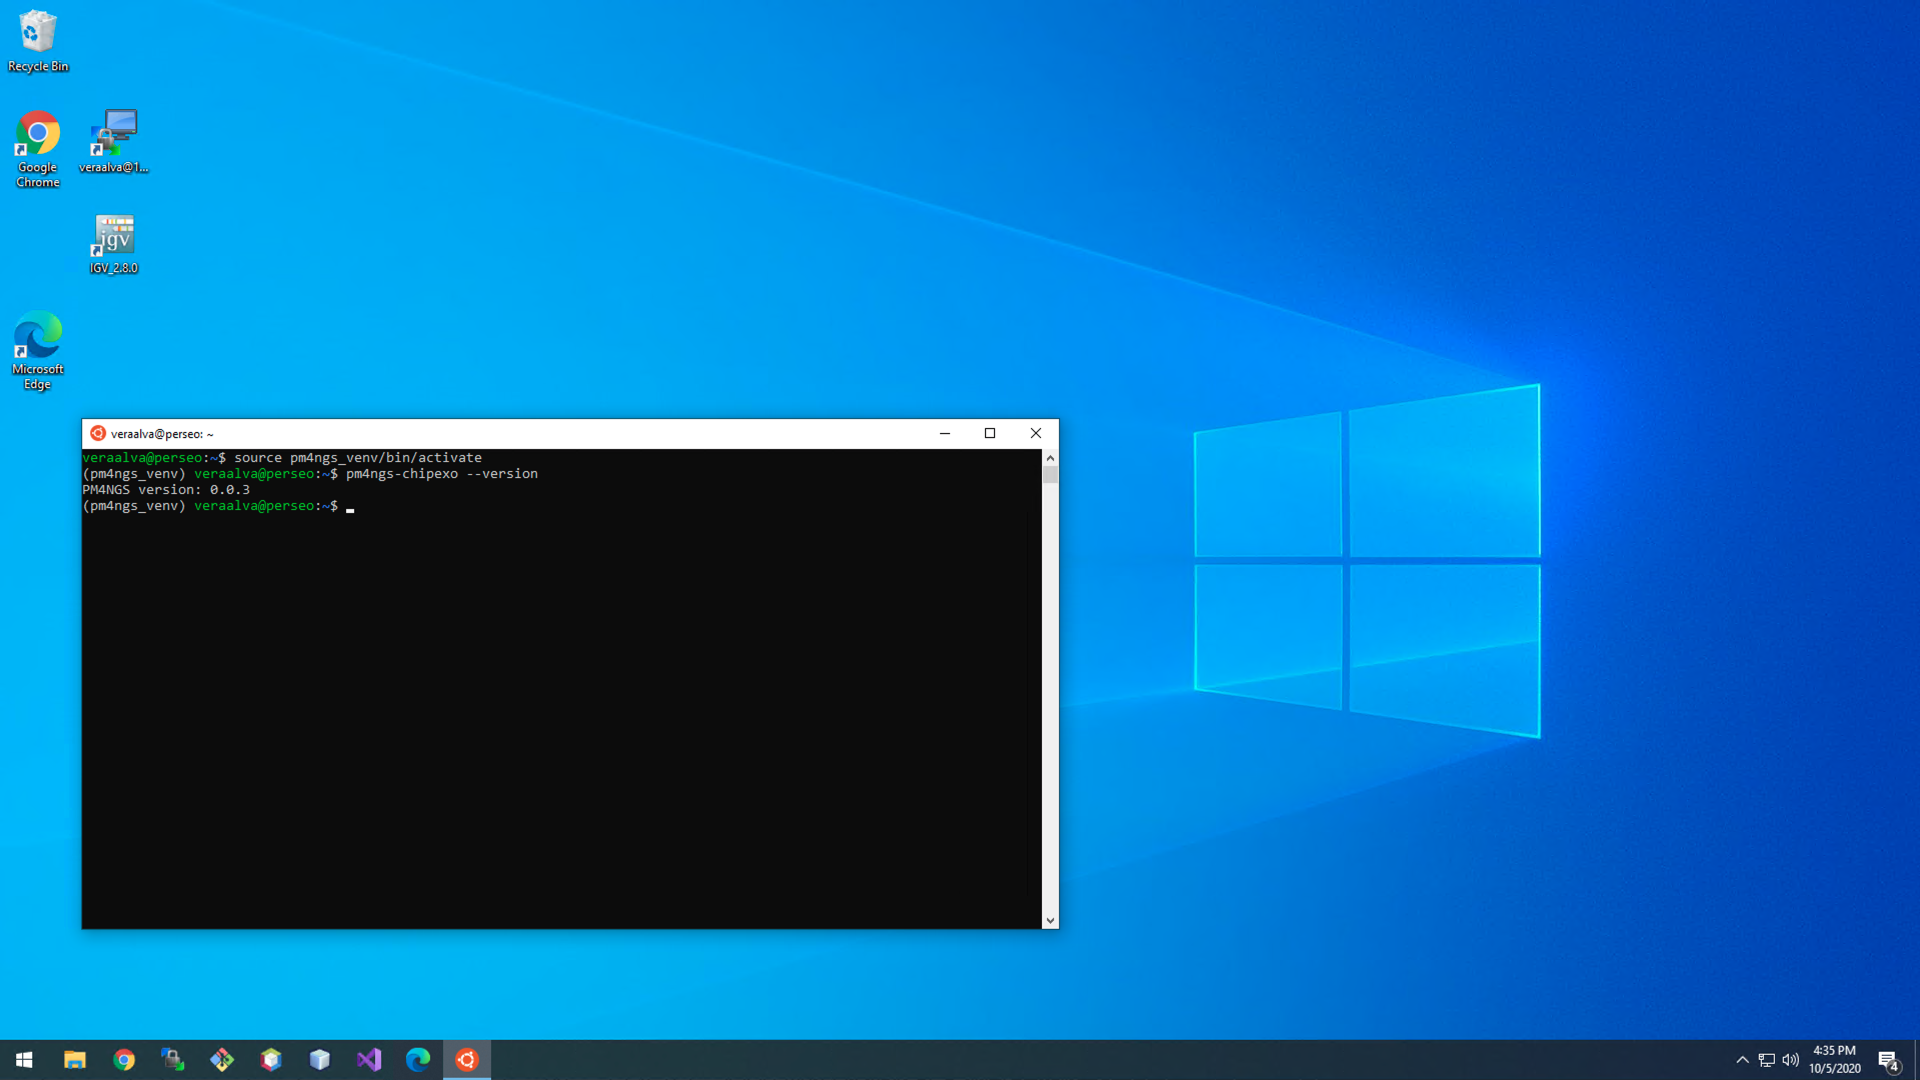 Recycle Bin
Google
Chrome
veraalva@1...
igv
IGV_2.8.0
Microsoft
Edge
veraalva@perseo: ~
veraalva@perseo:~$ source pm4ngs_venv/bin/activate
(pm4ngs_venv) veraalva@perseo:~$ pm4ngs-chipexo --version
PM4NGS version: 0.0.3
(pm4ngs_venv) veraalva@perseo:~$
4:35 PM
10/5/2020
4